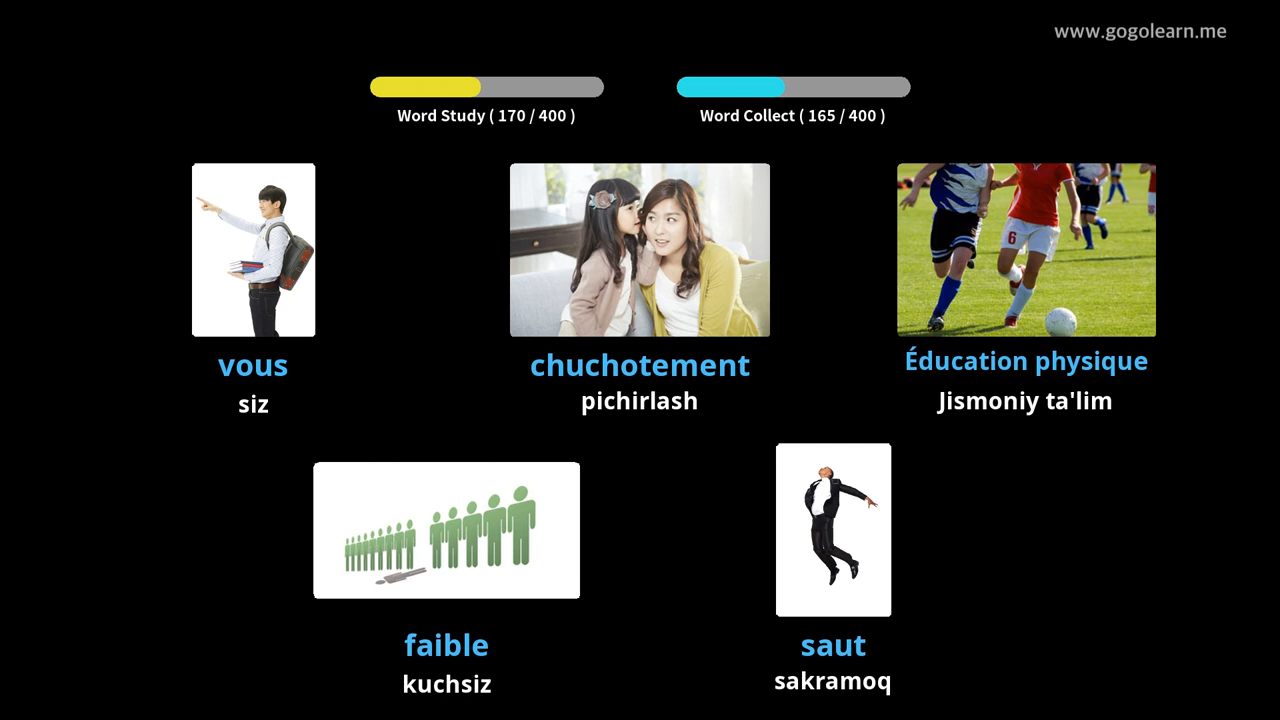 www.gogolearn.me
Word Study ( 170 / 400 )
Word Collect ( 165 / 400 )
vous
siz
chuchotement
pichirlash
Éducation physique
Jismoniy ta'lim
6
faible
kuchsiz
saut
sakramoq